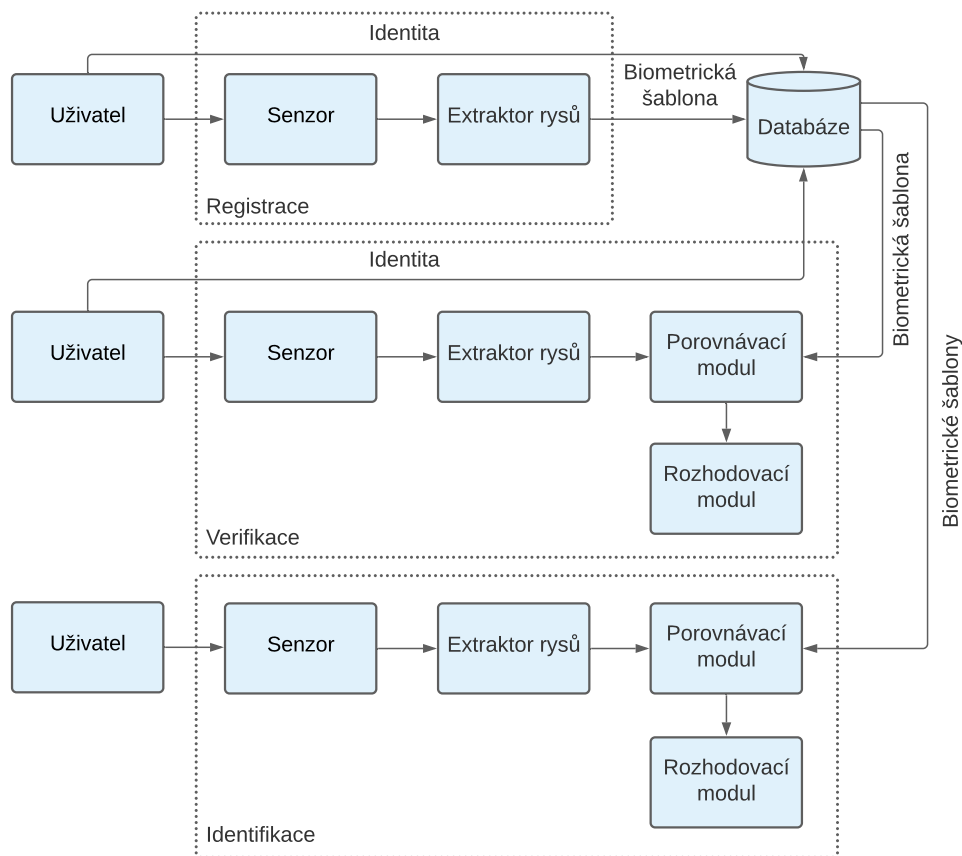 Identita
Biometrická
šablona
Uživatel
Senzor
Extraktor rysů
Databáze
Registrace
Biometrická šablona
Identita
Uživatel
Senzor
Extraktor rysů
Porovnávací
modul
Rozhodovací
modul
Verifikace
Biometrické šablony
Uživatel
Senzor
Extraktor rysů
Porovnávací
modul
Rozhodovací
modul
Identifikace